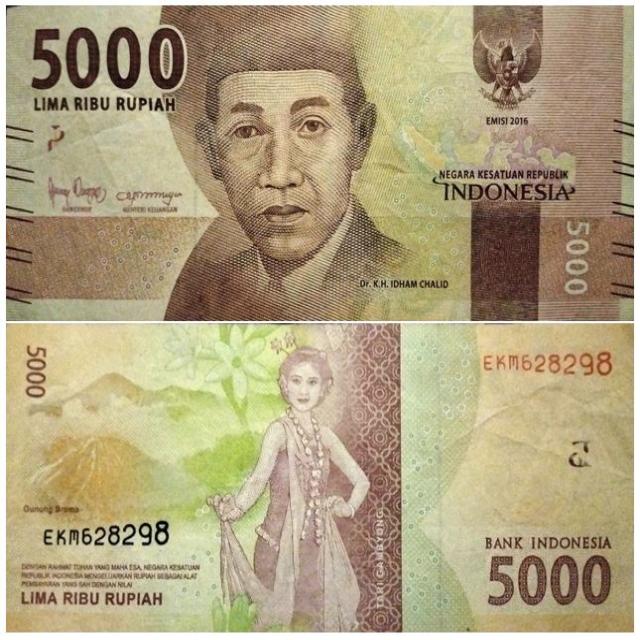 5000
LIMA RIBU RUPIAH
EMISI 2016
NEGARA KESATUAN REPUBLIK
INDONESIA
GUBERNUR
MENTERI KEUANGAN
5000
Dr. K.H. IDHAM CHALID
5000
EKM628298
Gunung Bromo
EKM628298
DENGAN RAHMAT TUHAN YANG MAHA ESA, NEGARA KESATUAN
REPUBLIK INDONESIA MENGELUARKAN RUPIAH SEBAGAI ALAT
PEMBAYARAN YANG SAH DENGAN NILAI
LIMA RIBU RUPIAH
TARI GAMBYONG
BANK INDONESIA
5000